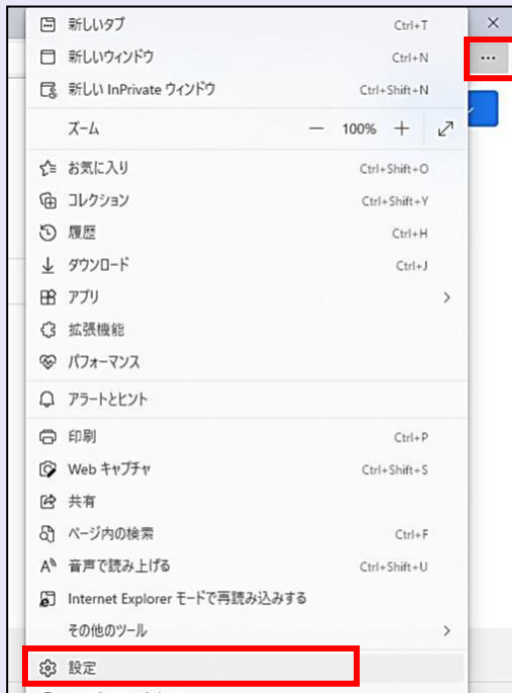 新しいタブ Ctrl+T
新しいウィンドウ Ctrl+N
新しい InPrivate ウィンドウ Ctrl+Shift+N
ズーム — 100% +
お気に入り Ctrl+Shift+O
コレクション Ctrl+Shift+Y
履歴 Ctrl+H
ダウンロード Ctrl+J
アプリ
拡張機能
パフォーマンス
アラートとヒント
印刷 Ctrl+P
Web キャプチャ Ctrl+Shift+S
共有
ページ内の検索 Ctrl+F
音声で読み上げる Ctrl+Shift+U
Internet Explorer モードで再読み込みする
その他のツール
設定